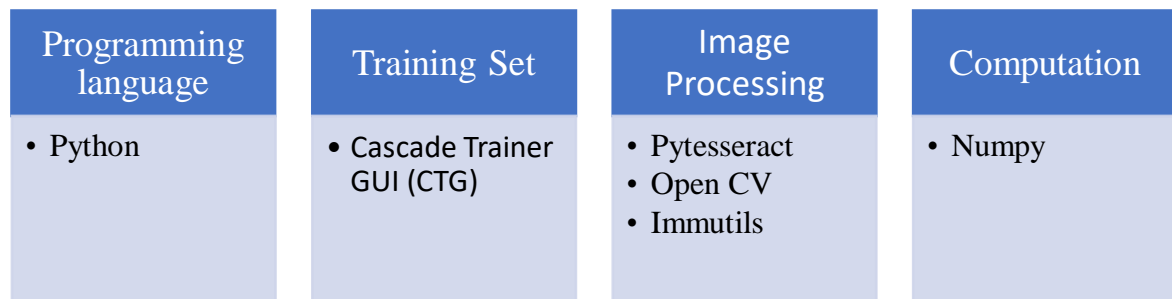 Programming
language
• Python
Training Set
• Cascade Trainer
GUI (CTG)
Image
Processing
• Pytesseract
• Open CV
• Immutils
Computation
• Numpy